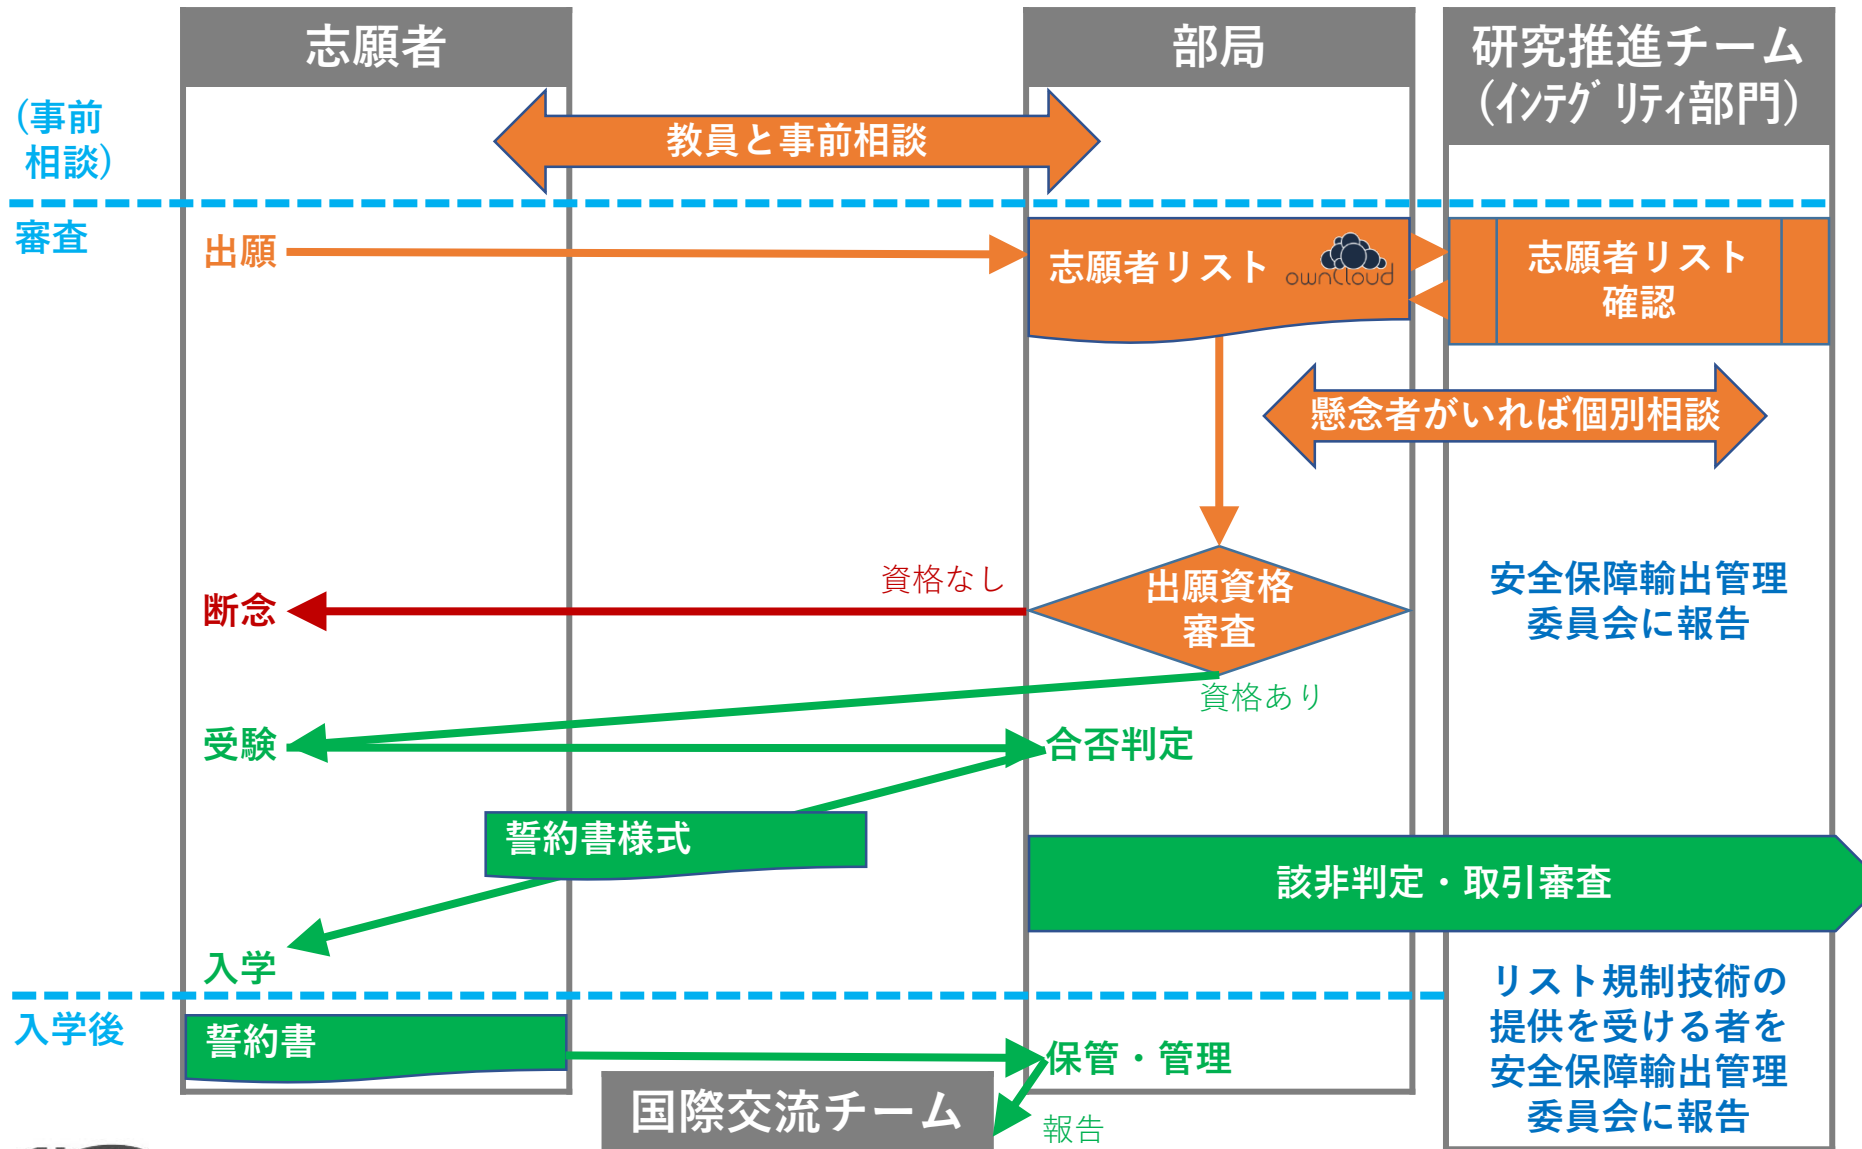 志願者
部局
研究推進チーム
(ｲﾝﾃｸﾞﾘﾃｨ部門)
(事前
相談)
教員と事前相談
審査
出願
志願者リスト
ownCloud
志願者リスト
確認
懸念者がいれば個別相談
出願資格
審査
資格なし
断念
安全保障輸出管理
委員会に報告
資格あり
受験
合否判定
誓約書様式
該非判定・取引審査
入学
入学後
誓約書
保管・管理
リスト規制技術の
提供を受ける者を
安全保障輸出管理
委員会に報告
国際交流チーム
報告